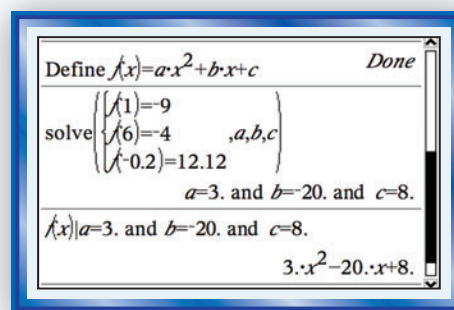 Define f(x)=a·x²+b·x+c Done
solve({f(1)=⁻9
f(6)=⁻4 ,a,b,c
f(⁻0.2)=12.12)
a=3. and b=⁻20. and c=8.
f(x)|a=3. and b=⁻20. and c=8.
3.·x²−20.·x+8.